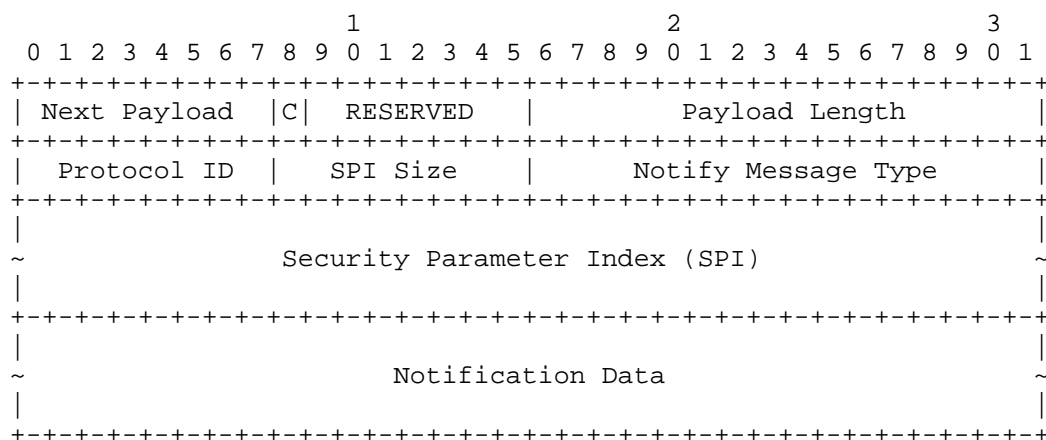 1                   2                   3
 0 1 2 3 4 5 6 7 8 9 0 1 2 3 4 5 6 7 8 9 0 1 2 3 4 5 6 7 8 9 0 1
+-+-+-+-+-+-+-+-+-+-+-+-+-+-+-+-+-+-+-+-+-+-+-+-+-+-+-+-+-+-+-+-+
| Next Payload  |C|  RESERVED   |         Payload Length        |
+-+-+-+-+-+-+-+-+-+-+-+-+-+-+-+-+-+-+-+-+-+-+-+-+-+-+-+-+-+-+-+-+
|  Protocol ID  |   SPI Size    |      Notify Message Type      |
+-+-+-+-+-+-+-+-+-+-+-+-+-+-+-+-+-+-+-+-+-+-+-+-+-+-+-+-+-+-+-+-+
|                                                               |
~                Security Parameter Index (SPI)                 ~
|                                                               |
+-+-+-+-+-+-+-+-+-+-+-+-+-+-+-+-+-+-+-+-+-+-+-+-+-+-+-+-+-+-+-+-+
|                                                               |
~                       Notification Data                       ~
|                                                               |
+-+-+-+-+-+-+-+-+-+-+-+-+-+-+-+-+-+-+-+-+-+-+-+-+-+-+-+-+-+-+-+-+